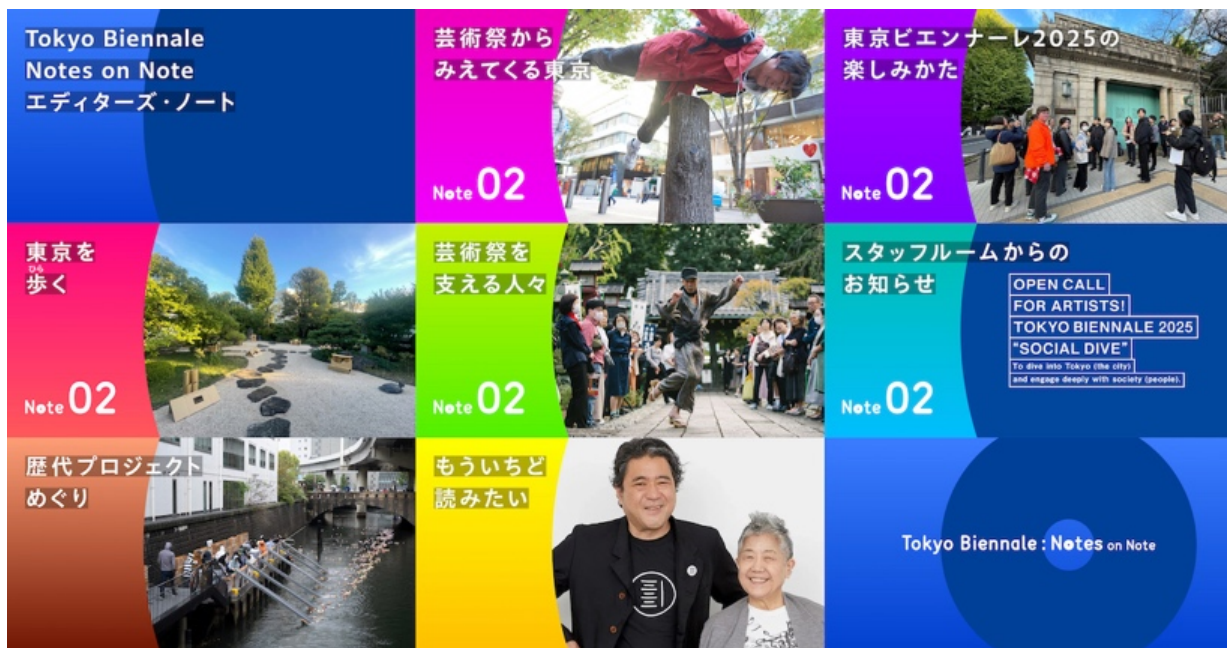 Tokyo Biennale
Notes on Note
エディターズ・ノート
芸術祭から
みえてくる東京
Note 02
東京ビエンナーレ2025の
楽しみかた
Note 02
東京を
ひら
歩く
Note 02
芸術祭を
支える人々
Note 02
スタッフルームからの
お知らせ
OPEN CALL
FOR ARTISTS!
TOKYO BIENNALE 2025
“SOCIAL DIVE”
To dive into Tokyo (the city)
and engage deeply with society (people).
Note 02
歴代プロジェクト
めぐり
もういちど
読みたい
Tokyo Biennale : Notes on Note